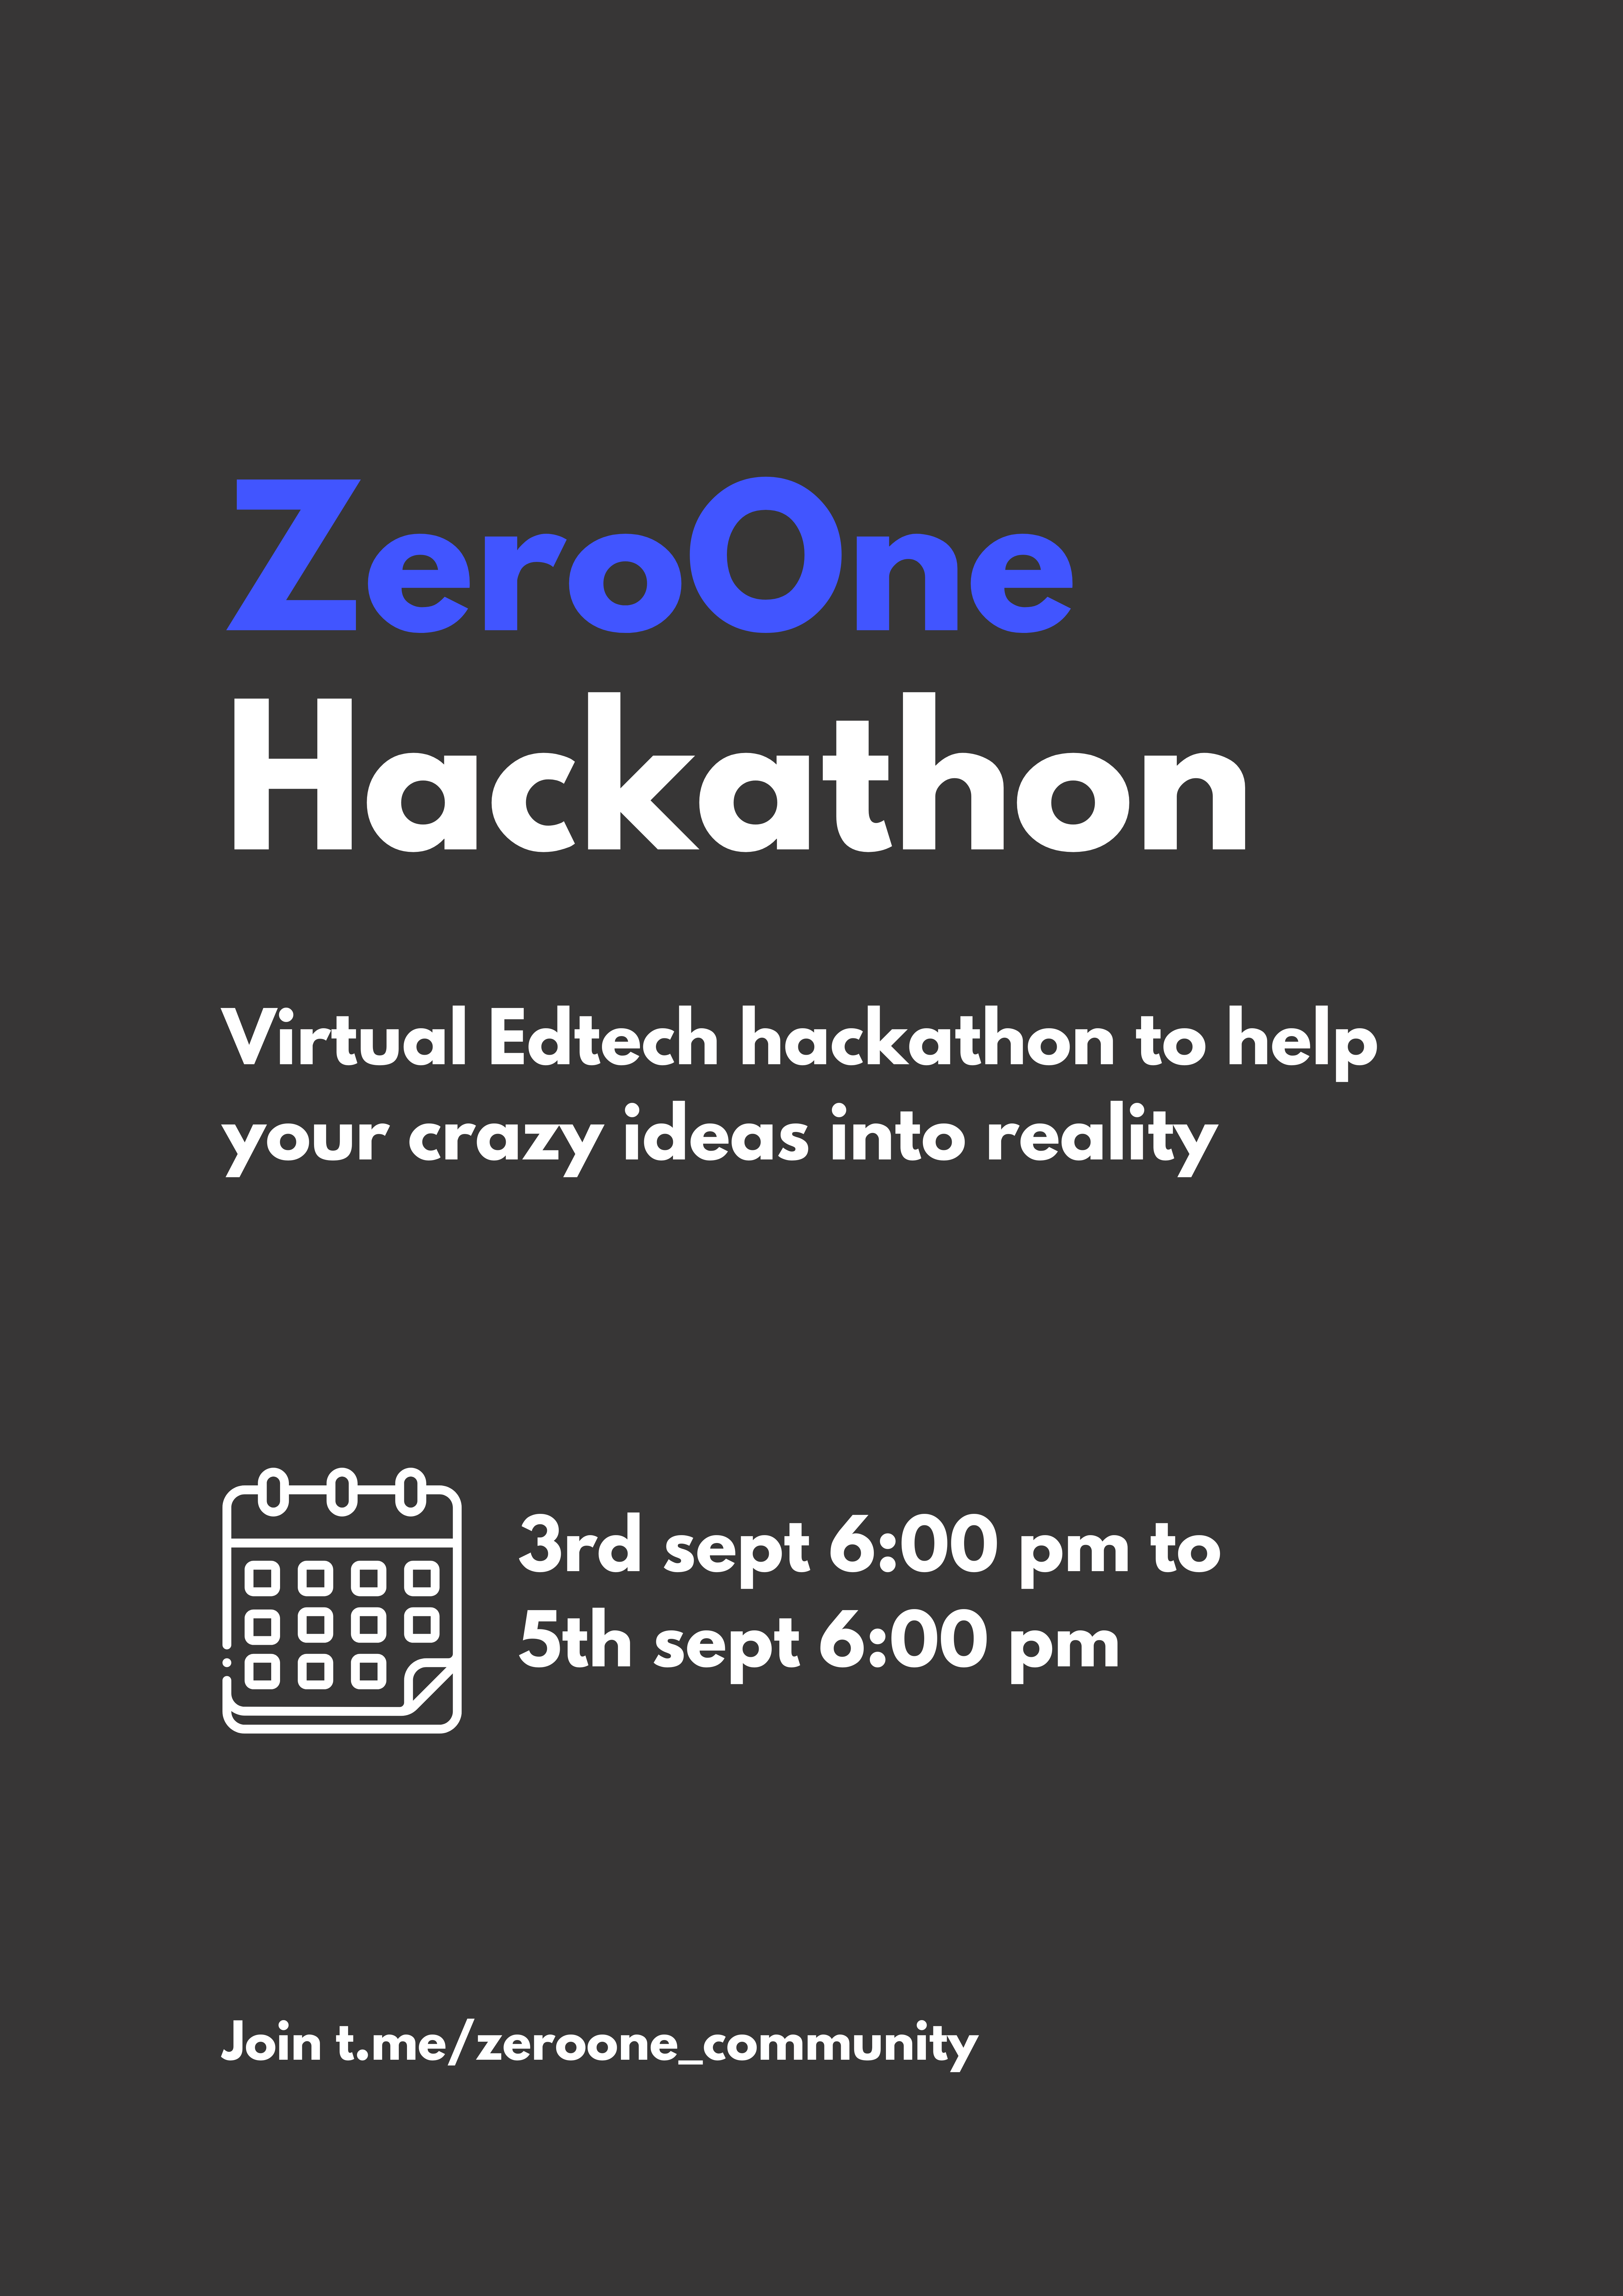 ZeroOne
Hackathon
Virtual Edtech hackathon to help
your crazy ideas into reality
3rd sept 6:00 pm to
5th sept 6:00 pm
Join t.me/zeroone_community